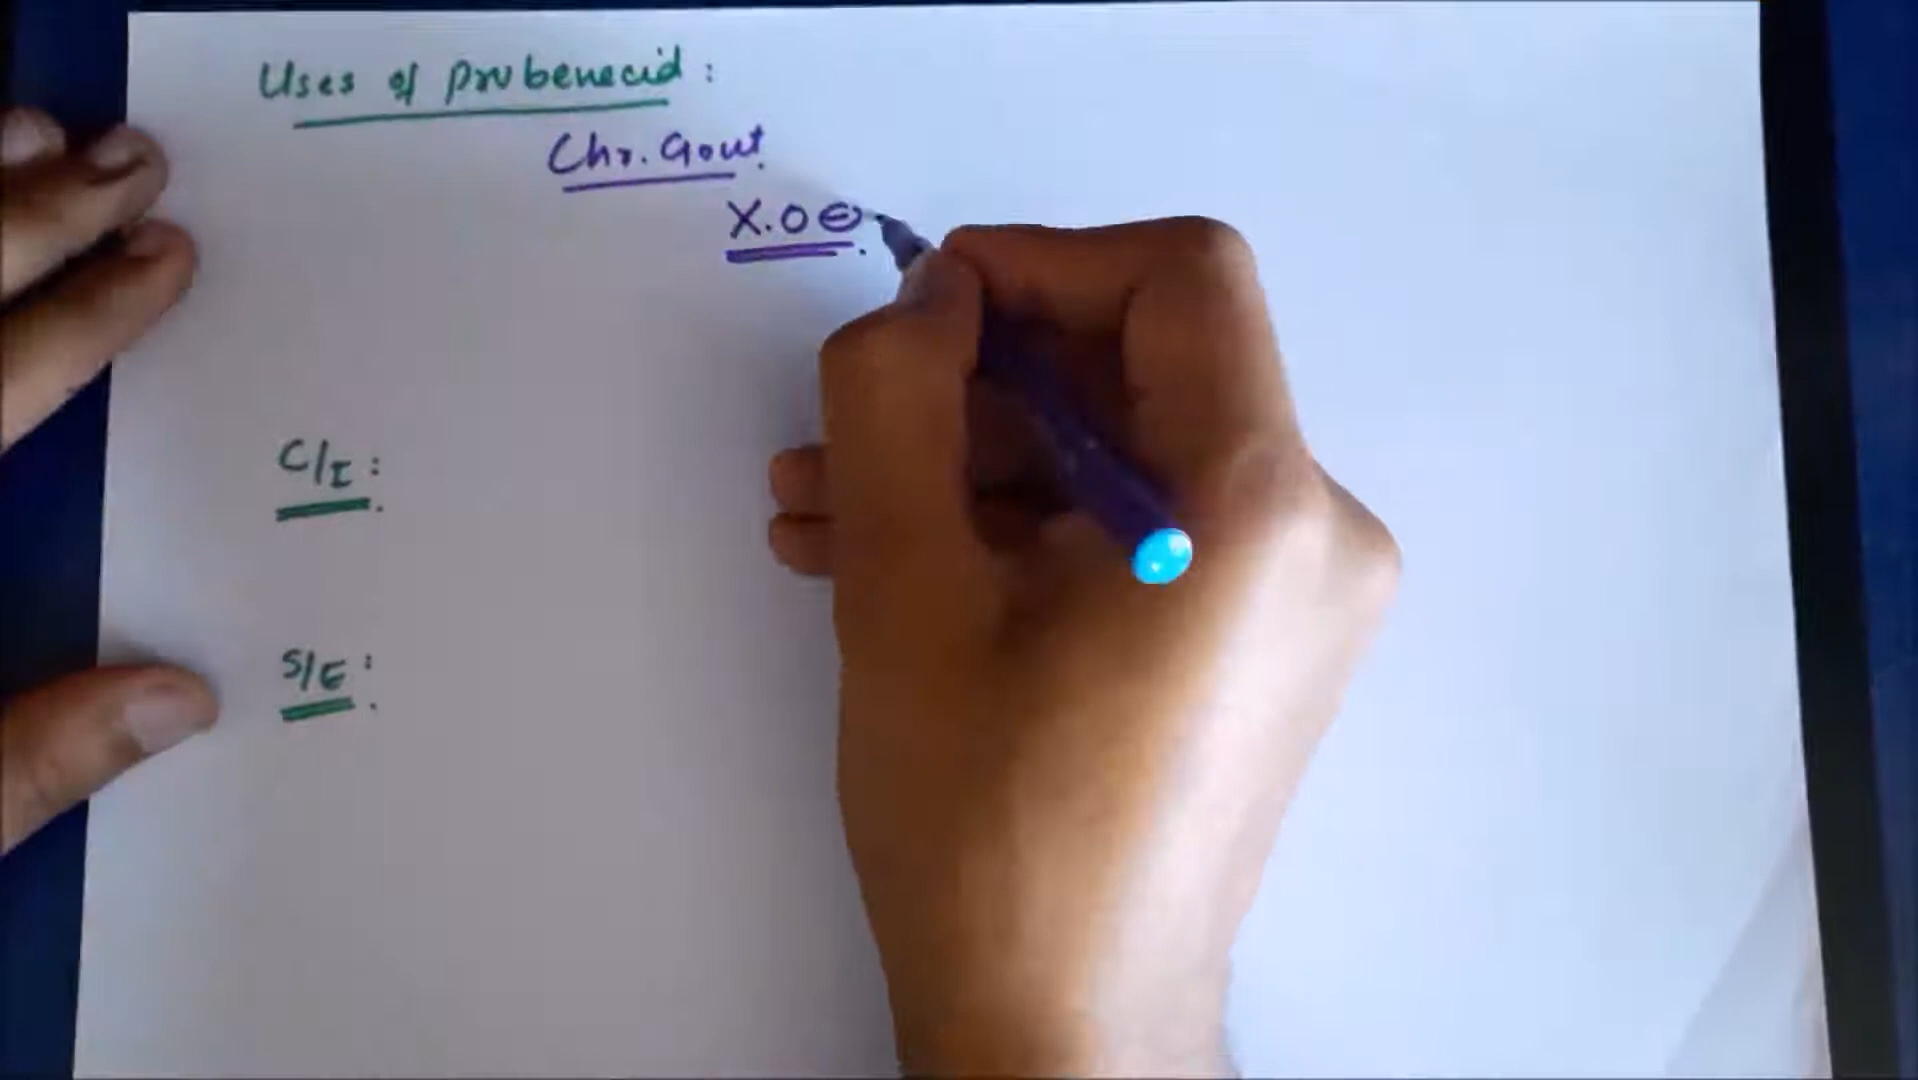 Uses of probenecid :
Chr. Gout.
X.O ⊖.
C/I :
S/E :